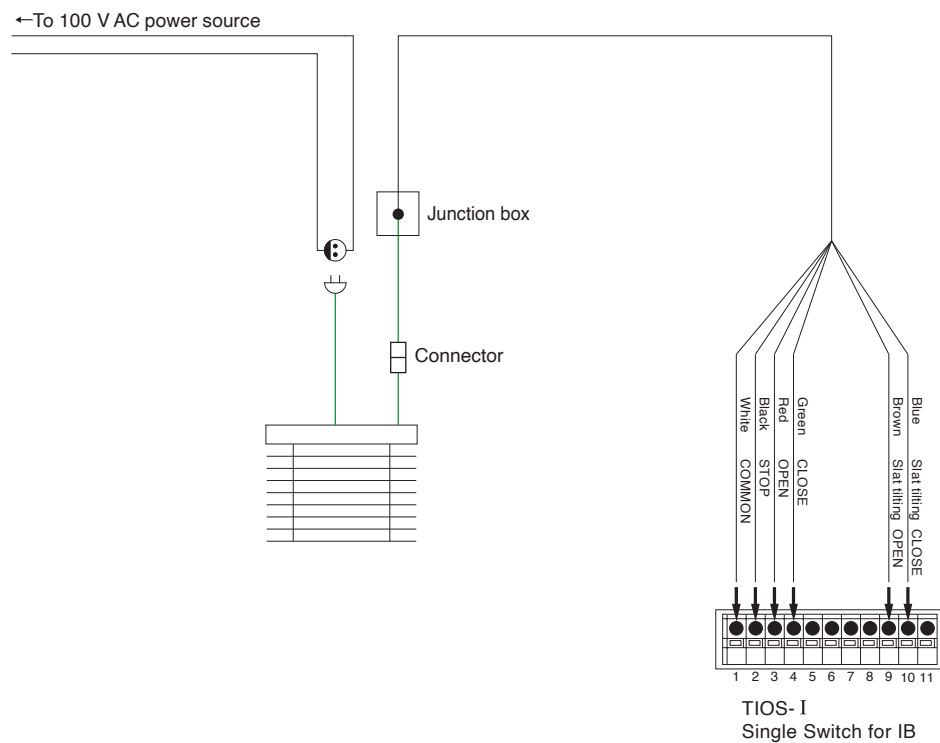 ←To 100 V AC power source
Junction box
Connector
White COMMON
Black STOP
Red OPEN
Green CLOSE
Brown Slat tilting OPEN
Blue Slat tilting CLOSE
1 2 3 4 5 6 7 8 9 10 11
TIOS-I
Single Switch for IB